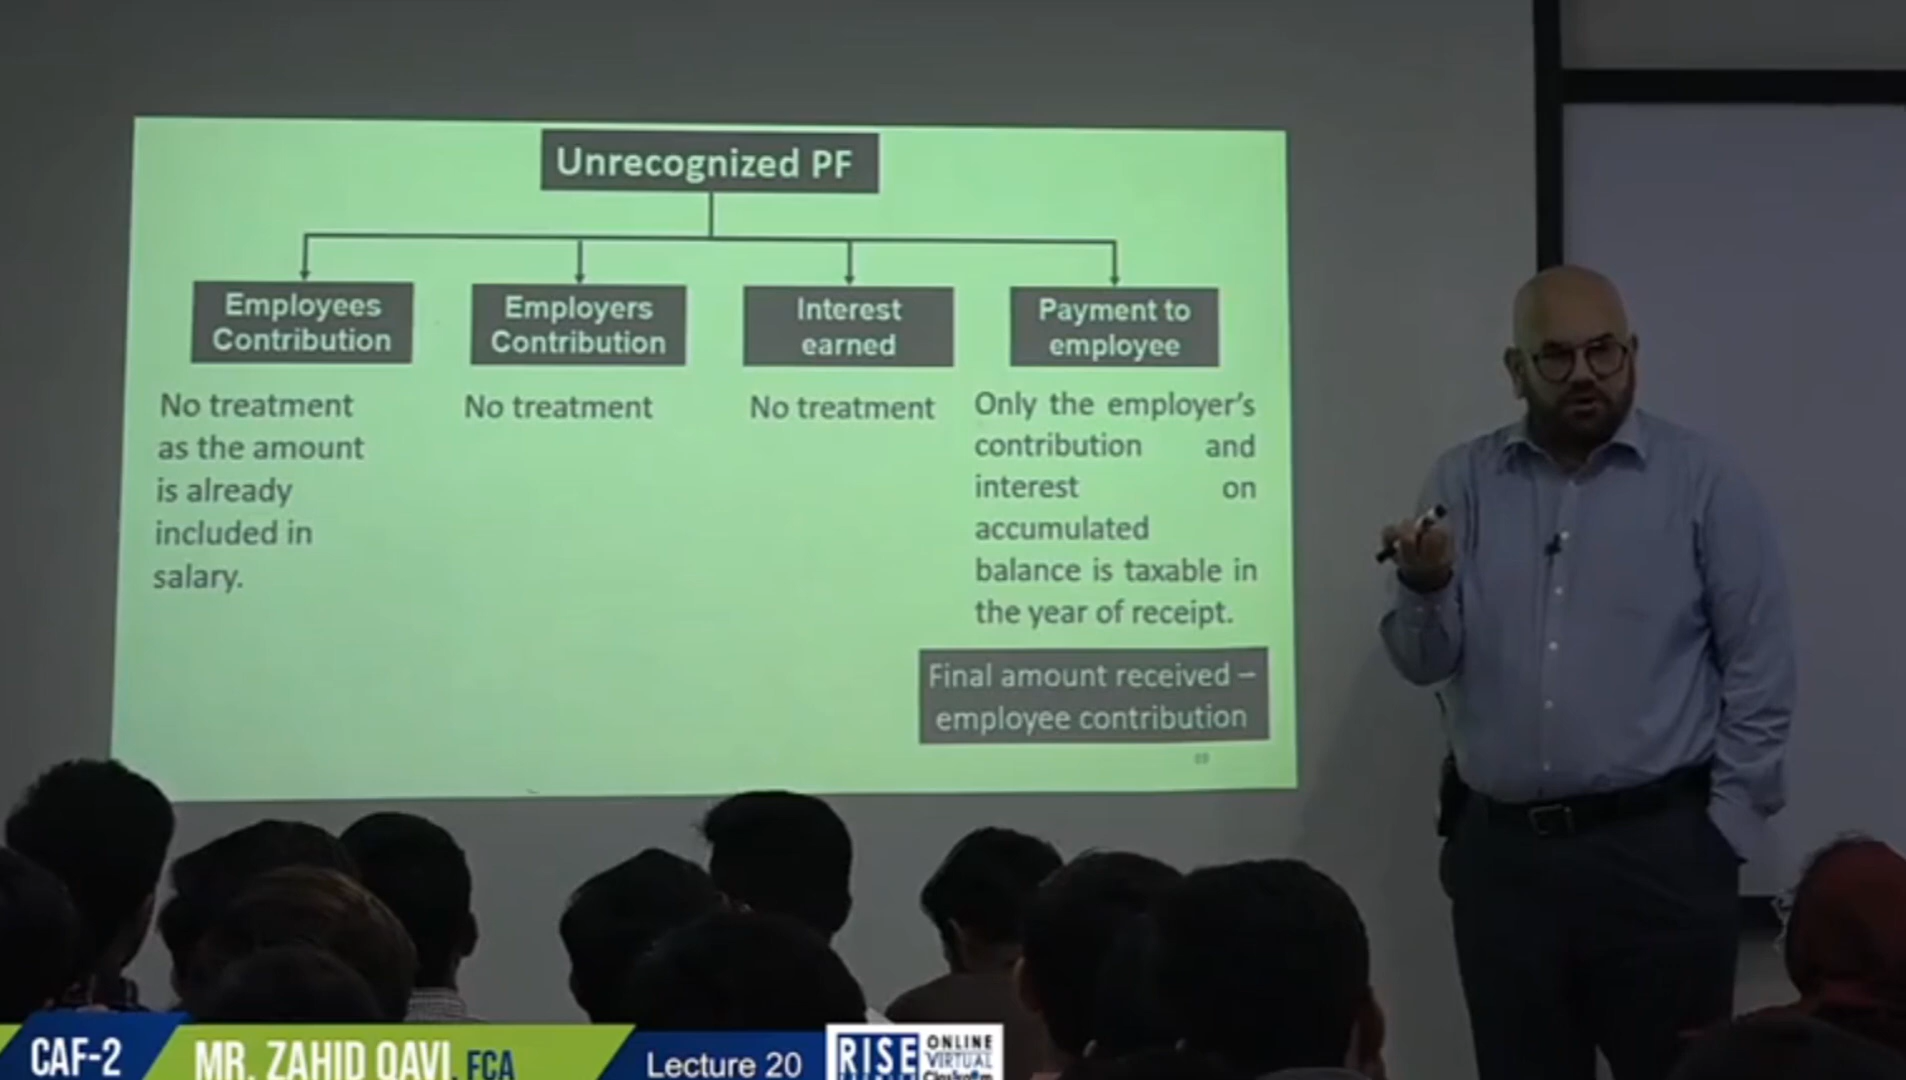 Unrecognized PF
Employees
Contribution
Employers
Contribution
Interest
earned
Payment to
employee
No treatment
as the amount
is already
included in
salary.
No treatment
No treatment
Only the employer's
contribution and
interest on
accumulated
balance is taxable in
the year of receipt.
Final amount received –
employee contribution
CAF-2
MR. ZAHID QAVI, FCA
Lecture 20
RISE
ONLINE
VIRTUAL